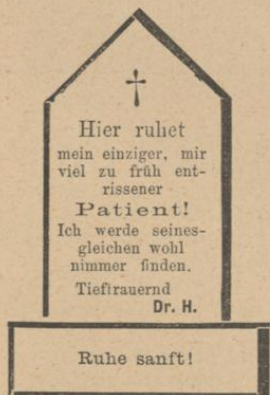 Hier ruhet
mein einziger, mir
viel zu früh ent-
rissener
Patient!
Ich werde seines-
gleichen wohl
nimmer finden.
Tieftrauernd
Dr. H.
Ruhe sanft!